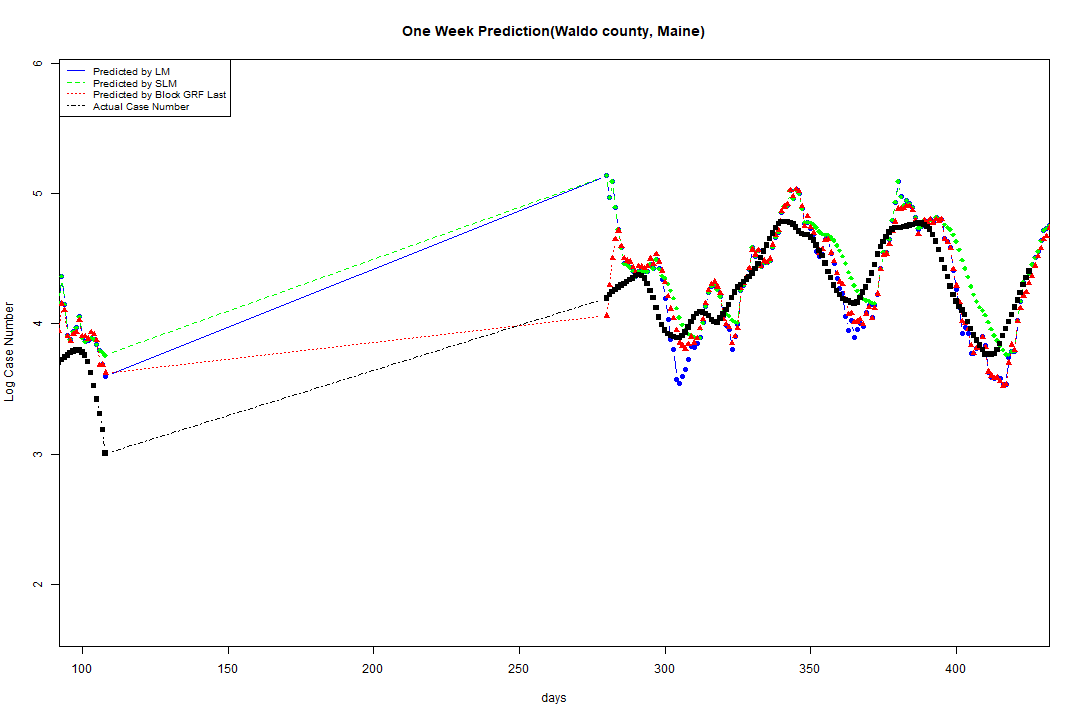 One Week Prediction(Waldo county, Maine)
Predicted by LM
Predicted by SLM
Predicted by Block GRF Last
Actual Case Number
6
5
4
3
2
Log Case Number
100 150 200 250 300 350 400
days